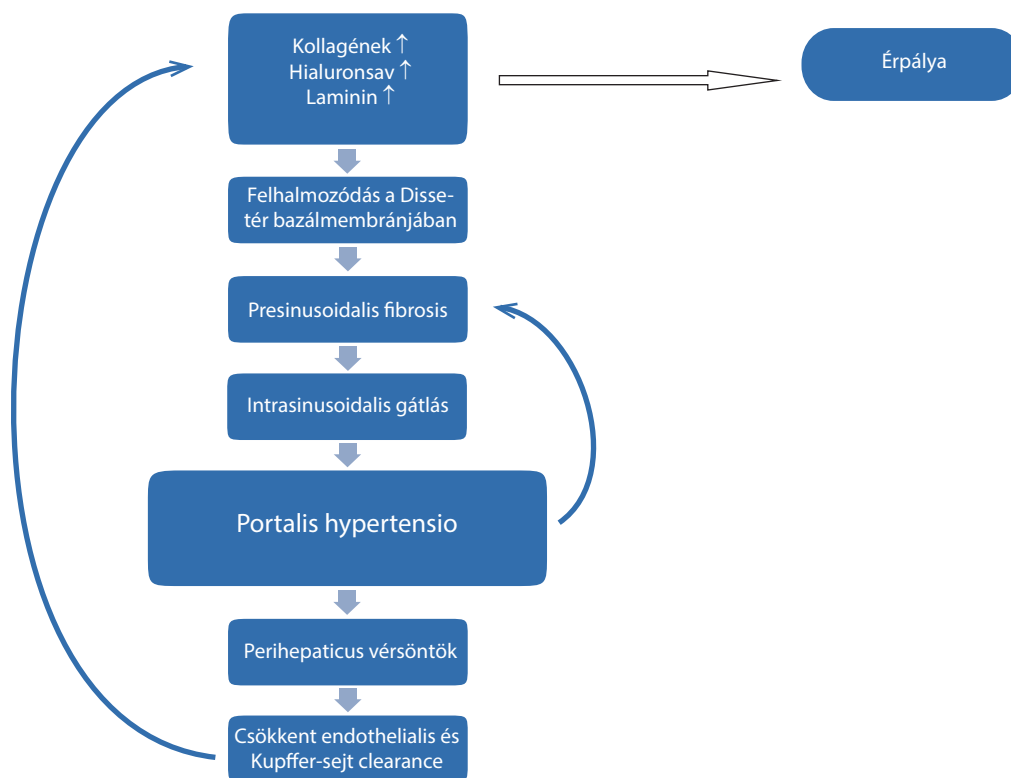 Kollagének ↑
Hialuronsav ↑
Laminin ↑
Érpálya
Felhalmozódás a Disse-
tér bazálmembránjában
Presinusoidalis fibrosis
Intrasinusoidalis gátlás
Portalis hypertensio
Perihepaticus vérsöntök
Csökkent endothelialis és
Kupffer-sejt clearance